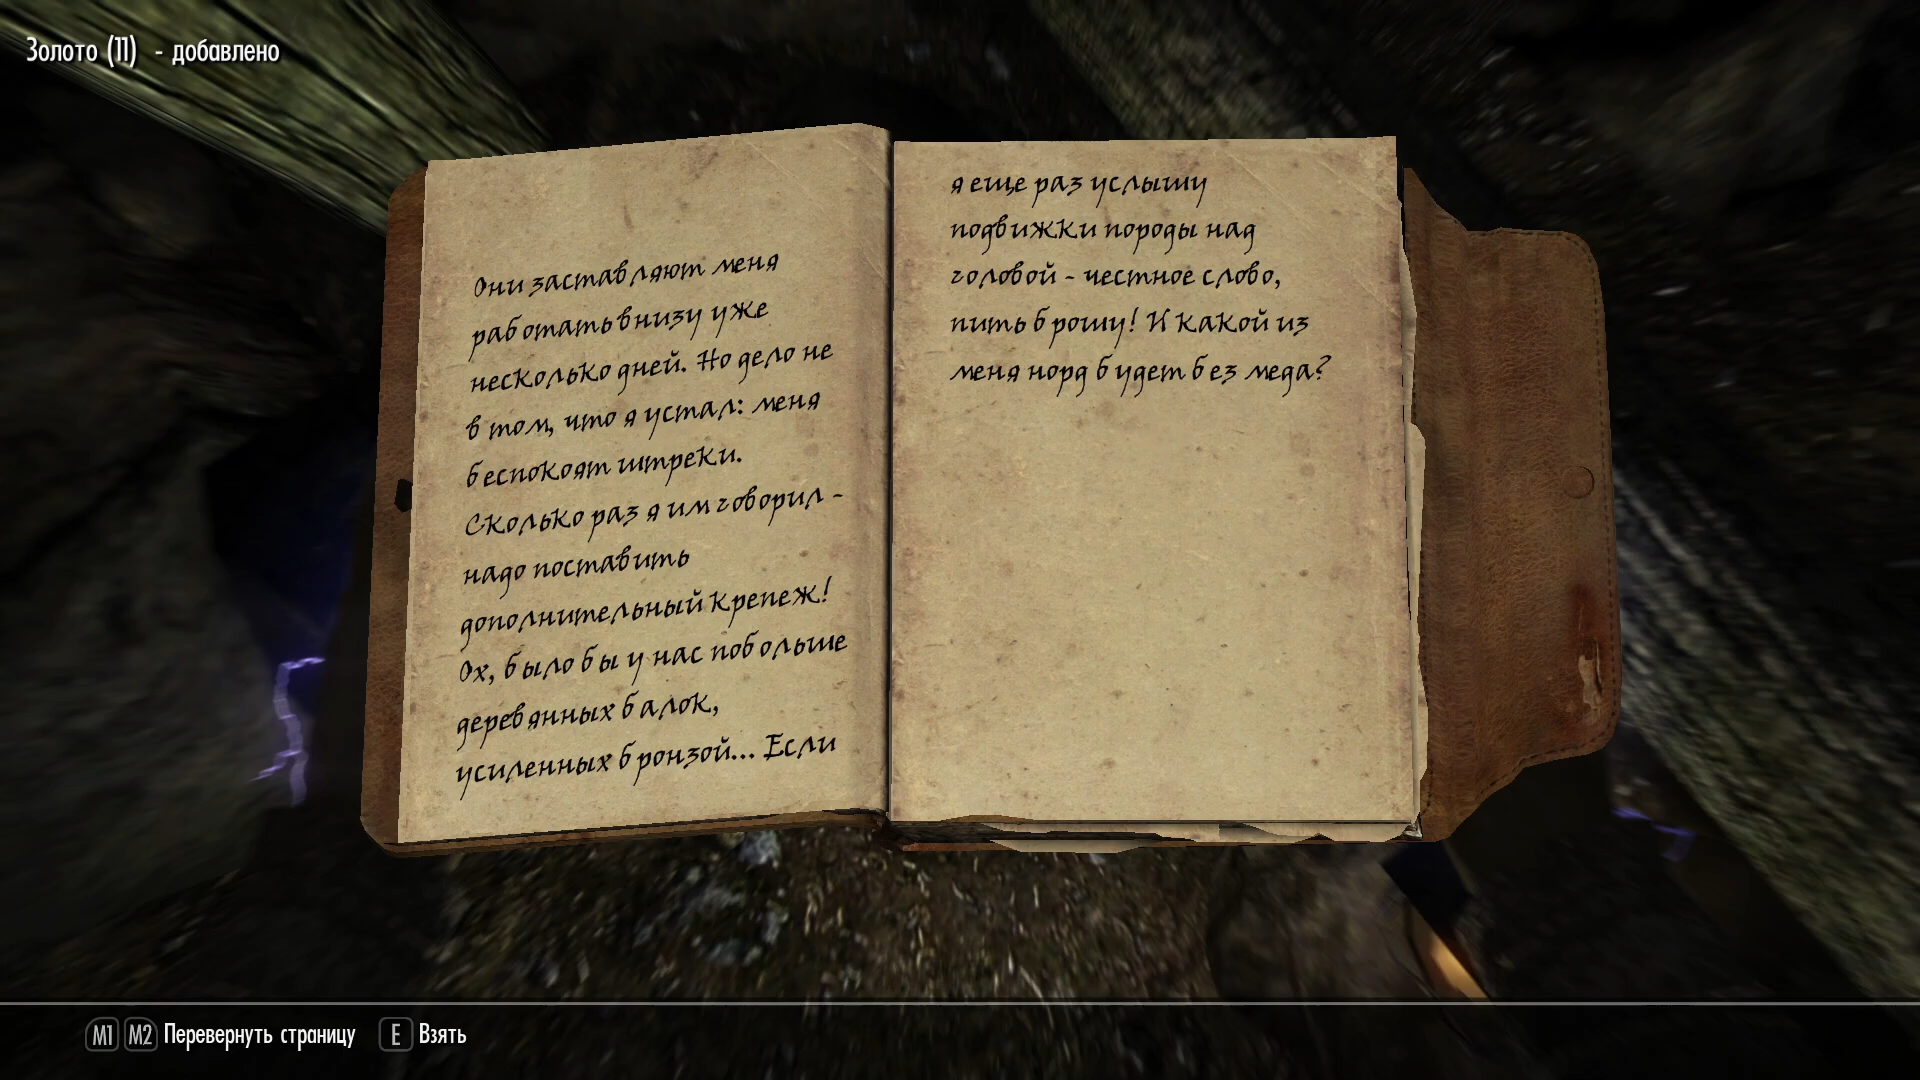 Золото (11) - добавлено
Они заставляют меня
работать внизу уже
несколько дней. Но дело не
в том, что я устал: меня
беспокоят штреки.
Сколько раз я им говорил -
надо поставить
дополнительный крепеж!
Ох, было бы у нас побольше
деревянных балок,
усиленных бронзой... Если
я еще раз услышу
подвижки породы над
головой - честное слово,
пить брошу! И какой из
меня норд будет без меда?
M1 M2 Перевернуть страницу E Взять